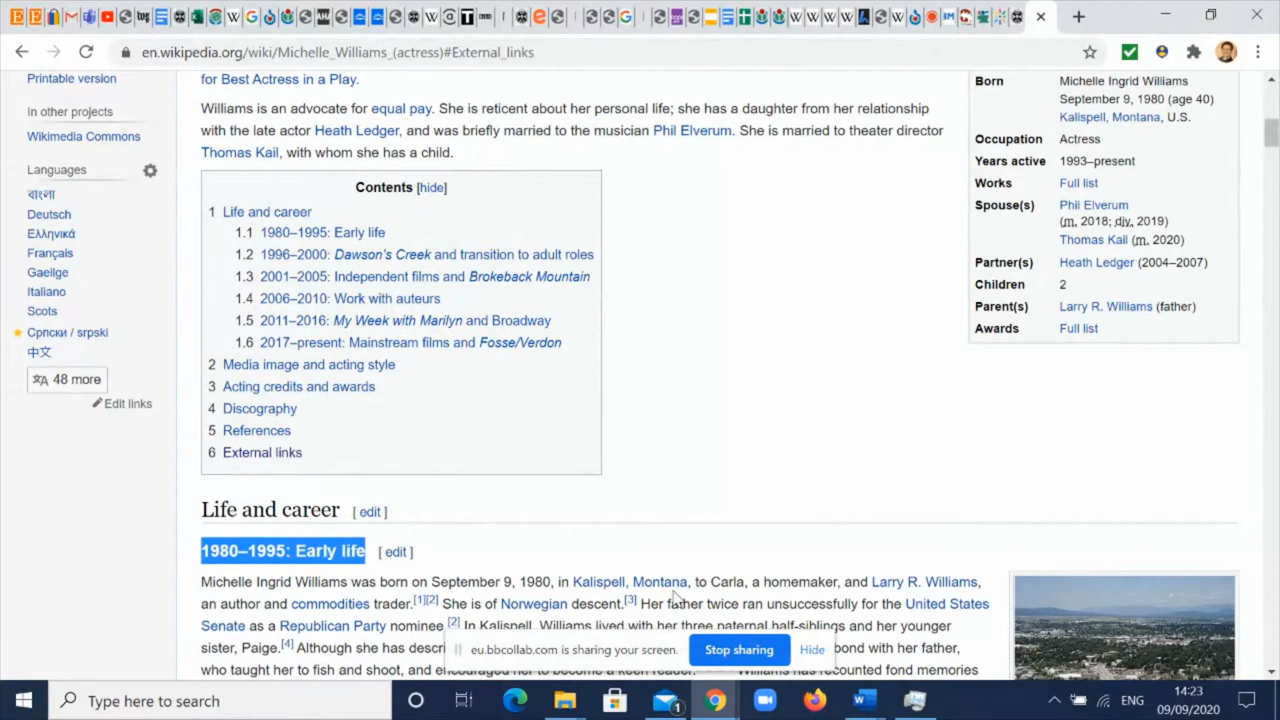 en.wikipedia.org/wiki/Michelle_Williams_(actress)#External_links
Printable version
In other projects
Wikimedia Commons
Languages
বাংলা
Deutsch
Ελληνικά
Français
Gaeilge
Italiano
Scots
Српски / srpski
中文
48 more
Edit links
for Best Actress in a Play.
Williams is an advocate for equal pay. She is reticent about her personal life; she has a daughter from her relationship
with the late actor Heath Ledger, and was briefly married to the musician Phil Elverum. She is married to theater director
Thomas Kail, with whom she has a child.
Contents [hide]
1 Life and career
1.1 1980–1995: Early life
1.2 1996–2000: Dawson's Creek and transition to adult roles
1.3 2001–2005: Independent films and Brokeback Mountain
1.4 2006–2010: Work with auteurs
1.5 2011–2016: My Week with Marilyn and Broadway
1.6 2017–present: Mainstream films and Fosse/Verdon
2 Media image and acting style
3 Acting credits and awards
4 Discography
5 References
6 External links
Born Michelle Ingrid Williams
September 9, 1980 (age 40)
Kalispell, Montana, U.S.
Occupation Actress
Years active 1993–present
Works Full list
Spouse(s) Phil Elverum
(m. 2018; div. 2019)
Thomas Kail (m. 2020)
Partner(s) Heath Ledger (2004–2007)
Children 2
Parent(s) Larry R. Williams (father)
Awards Full list
Life and career [ edit ]
1980–1995: Early life [ edit ]
Michelle Ingrid Williams was born on September 9, 1980, in Kalispell, Montana, to Carla, a homemaker, and Larry R. Williams,
an author and commodities trader.[1][2] She is of Norwegian descent.[3] Her father twice ran unsuccessfully for the United States
Senate as a Republican Party nominee.[2] In Kalispell, Williams lived with her three paternal half-siblings and her younger
sister, Paige.[4] Although she has descri bond with her father,
who taught her to fish and shoot, and encouraged her to become a keen reader. Williams has recounted fond memories
eu.bbcollab.com is sharing your screen.
Stop sharing
Hide
Type here to search
1
ENG
14:23
09/09/2020